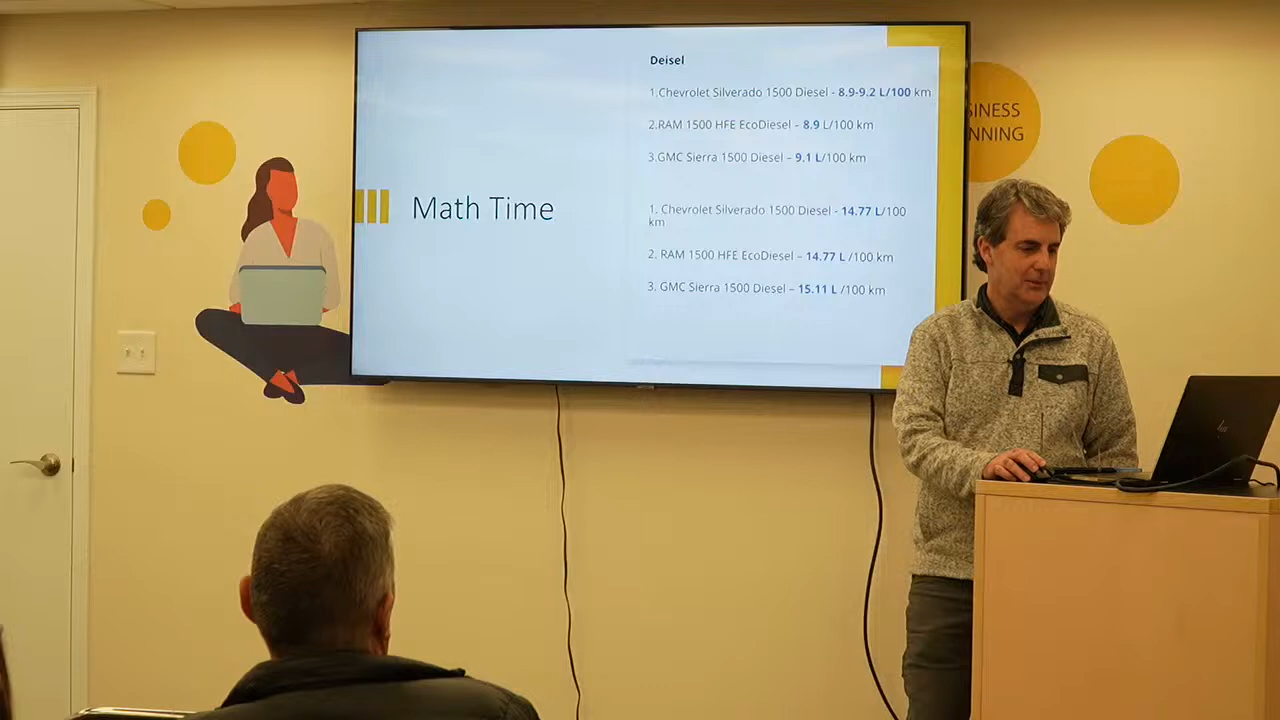 Deisel
1.Chevrolet Silverado 1500 Diesel - 8.9-9.2 L/100 km
2.RAM 1500 HFE EcoDiesel – 8.9 L/100 km
3.GMC Sierra 1500 Diesel – 9.1 L/100 km
Math Time
1. Chevrolet Silverado 1500 Diesel - 14.77 L/100
km
2. RAM 1500 HFE EcoDiesel – 14.77 L /100 km
3. GMC Sierra 1500 Diesel – 15.11 L /100 km
SINESS
NNING
hp